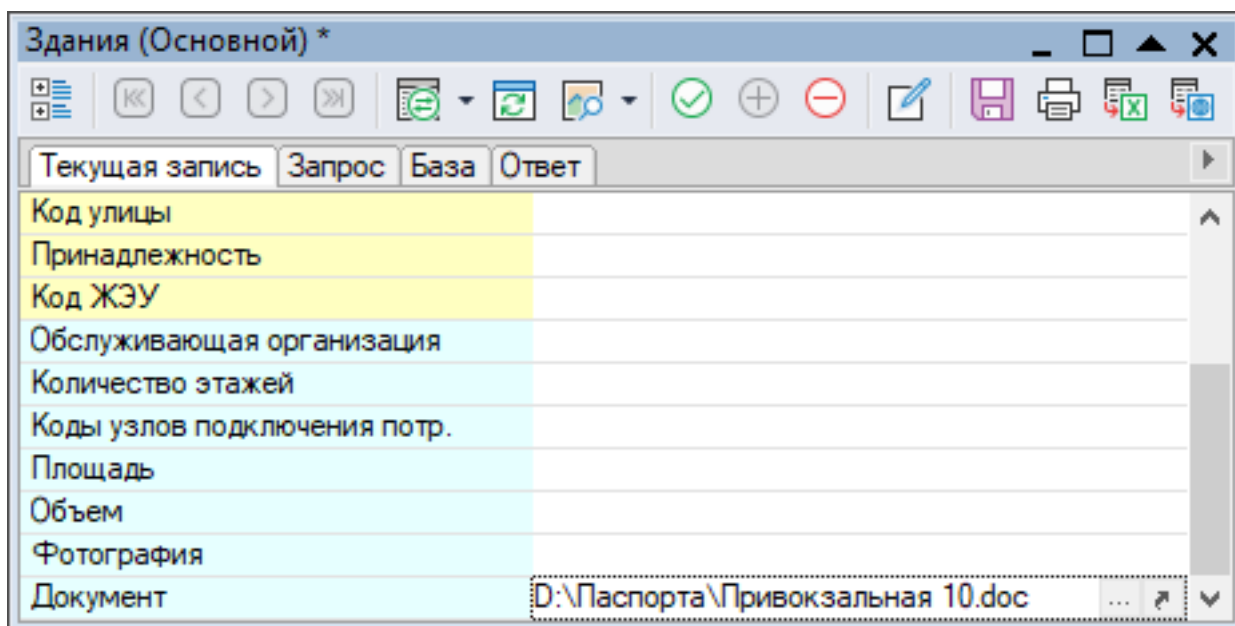 Здания (Основной) *
Текущая запись Запрос База Ответ
Код улицы
Принадлежность
Код ЖЭУ
Обслуживающая организация
Количество этажей
Коды узлов подключения потр.
Площадь
Объем
Фотография
Документ D:\Паспорта\Привокзальная 10.doc ...